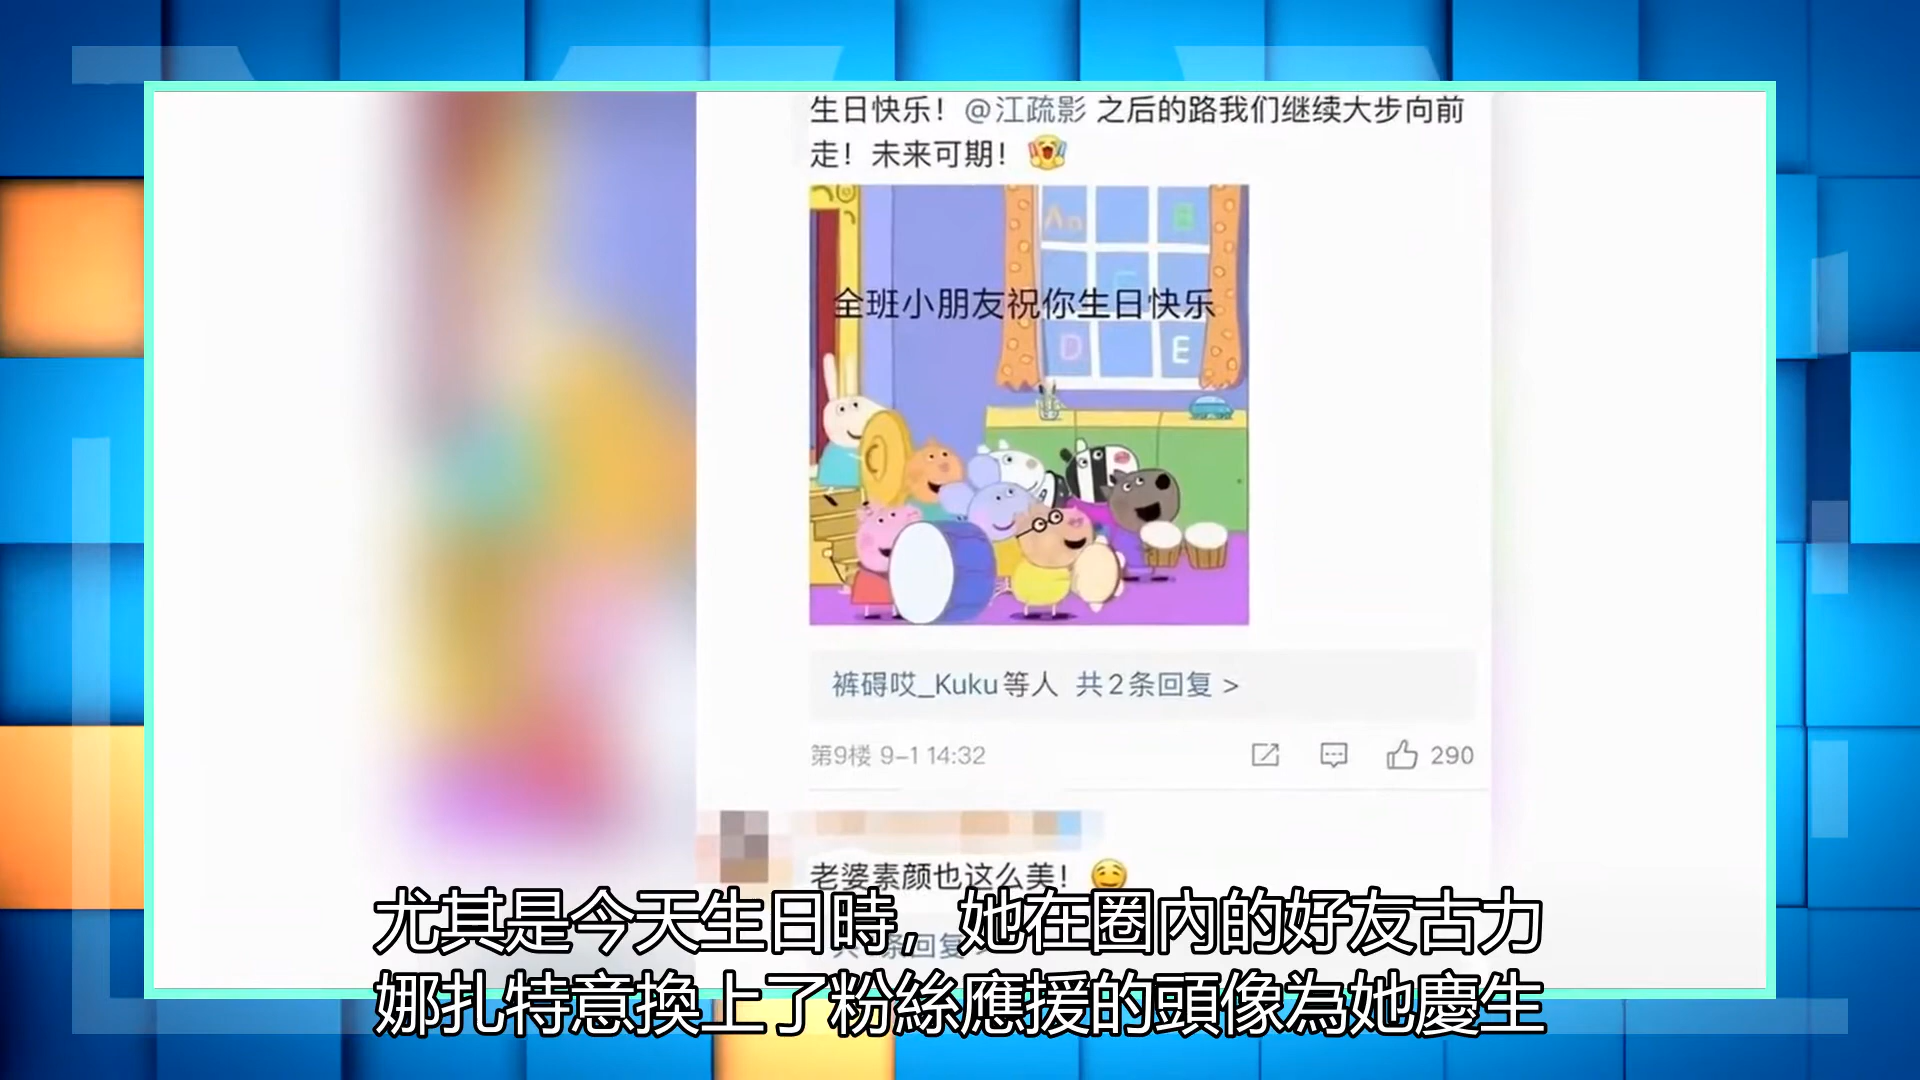 生日快乐！@江疏影 之后的路我们继续大步向前
走！未来可期！
An B
D E
全班小朋友祝你生日快乐
裤碍哎_Kuku等人 共2条回复 >
第9楼 9-1 14:32
290
老婆素颜也这么美！
条回复
尤其是今天生日時，她在圈內的好友古力
娜扎特意換上了粉絲應援的頭像為她慶生